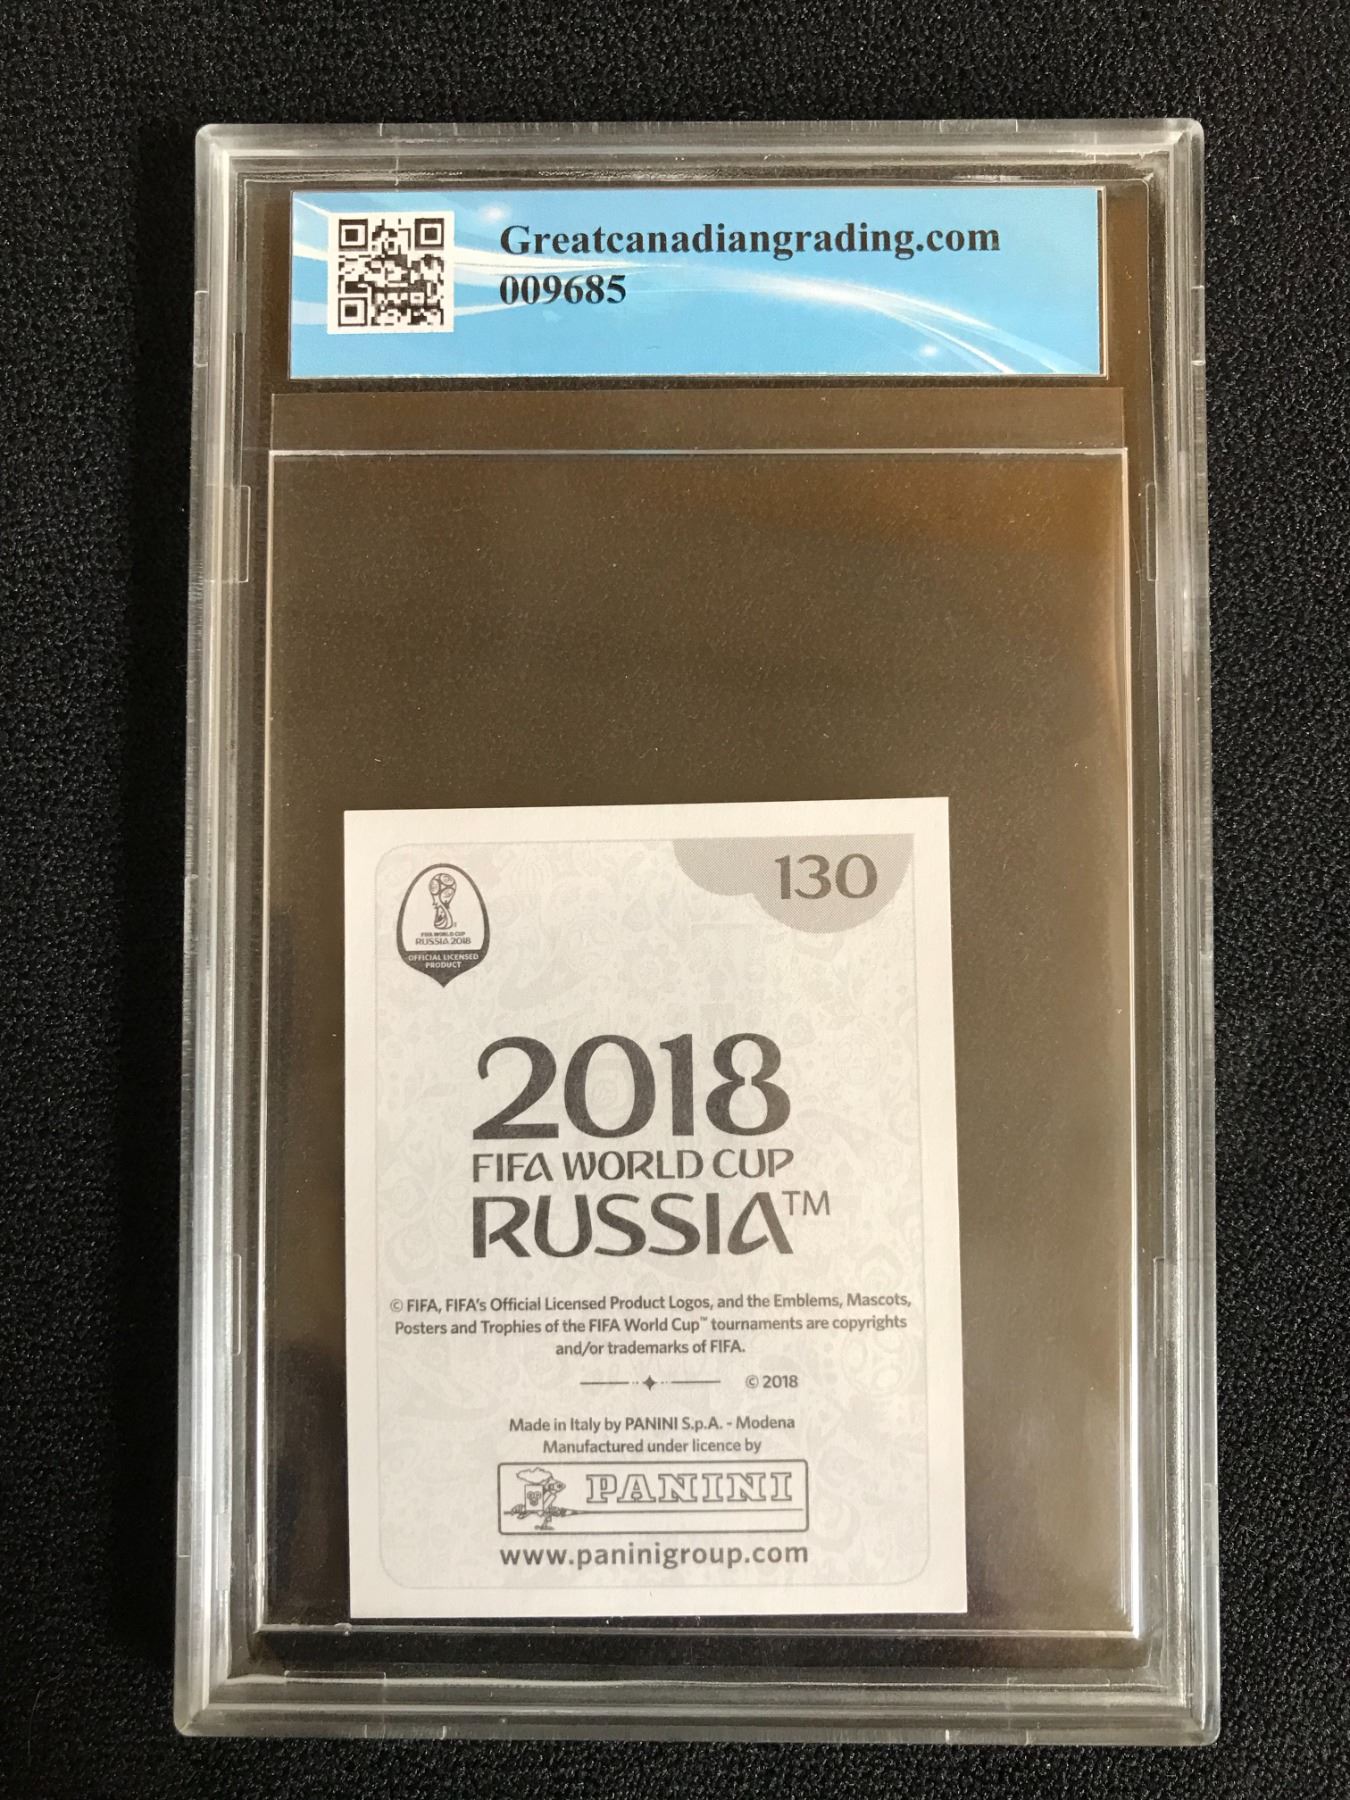 Greatcanadiangrading.com
009685
130
FIFA WORLD CUP
RUSSIA 2018
OFFICIAL LICENSED
PRODUCT
2018
FIFA WORLD CUP
RUSSIA™
© FIFA, FIFA's Official Licensed Product Logos, and the Emblems, Mascots,
Posters and Trophies of the FIFA World Cup™ tournaments are copyrights
and/or trademarks of FIFA.
© 2018
Made in Italy by PANINI S.p.A. - Modena
Manufactured under licence by
PANINI
www.paninigroup.com